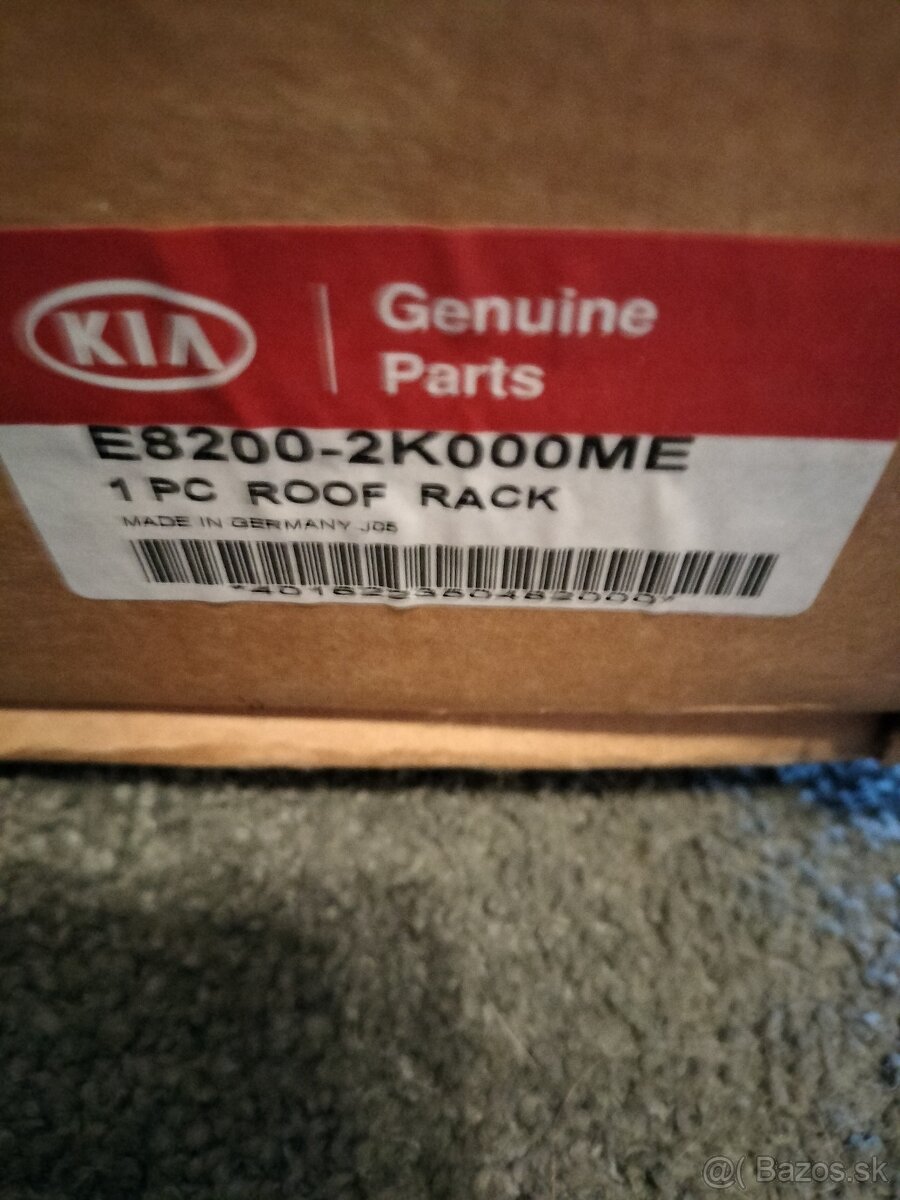 KIA
Genuine
Parts
E8200-2K000ME
1 PC ROOF RACK
MADE IN GERMANY J05
@( Bazos.sk